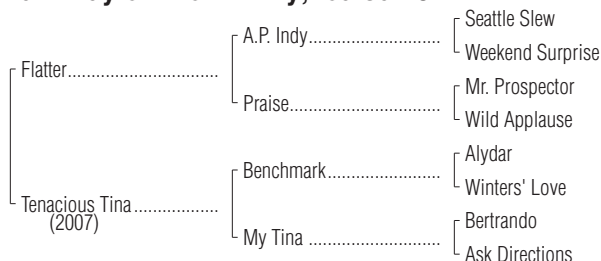 Seattle Slew
A.P. Indy
Weekend Surprise
Flatter
Mr. Prospector
Praise
Wild Applause
Alydar
Benchmark
Winters' Love
Tenacious Tina
(2007)
Bertrando
My Tina
Ask Directions